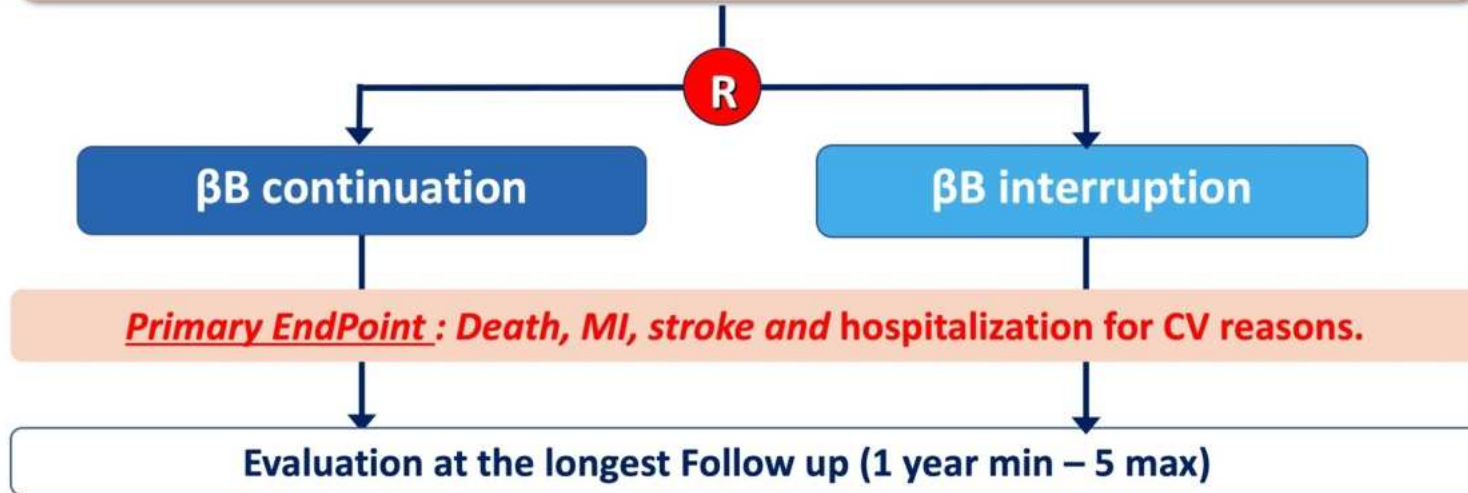 R
βB continuation
βB interruption
Primary EndPoint : Death, MI, stroke and hospitalization for CV reasons.
Evaluation at the longest Follow up (1 year min – 5 max)